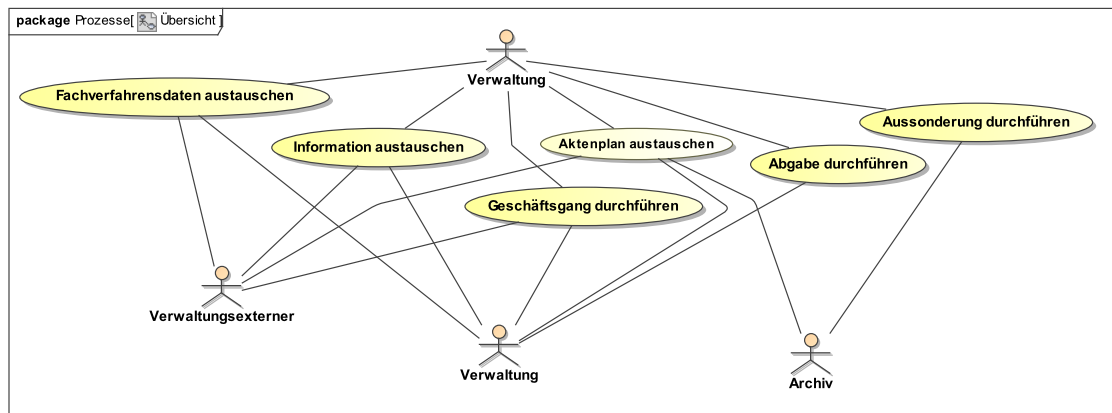 package Prozesse[ Übersicht ]
Verwaltung
Fachverfahrensdaten austauschen
Aussonderung durchführen
Information austauschen
Aktenplan austauschen
Abgabe durchführen
Geschäftsgang durchführen
Verwaltungsexterner
Verwaltung
Archiv